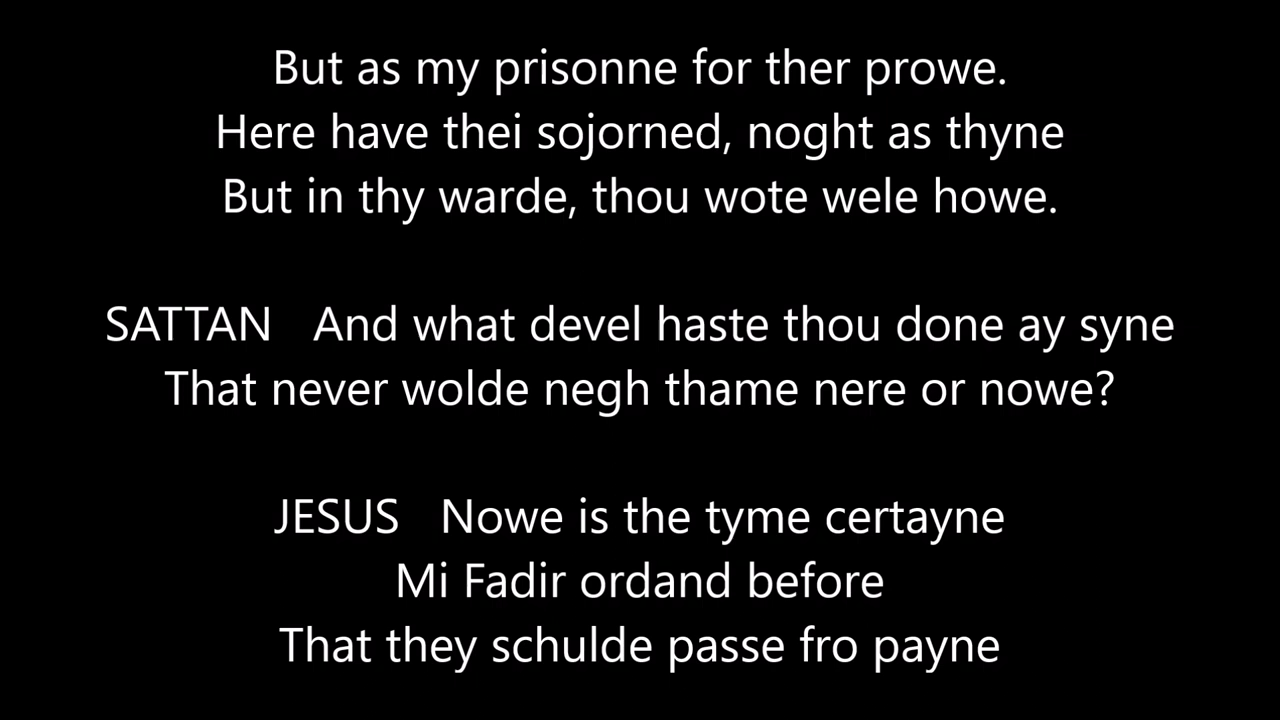 But as my prisonne for ther prowe.
Here have thei sojorned, noght as thyne
But in thy warde, thou wote wele howe.
SATTAN And what devel haste thou done ay syne
That never wolde negh thame nere or nowe?
JESUS Nowe is the tyme certayne
Mi Fadir ordand before
That they schulde passe fro payne